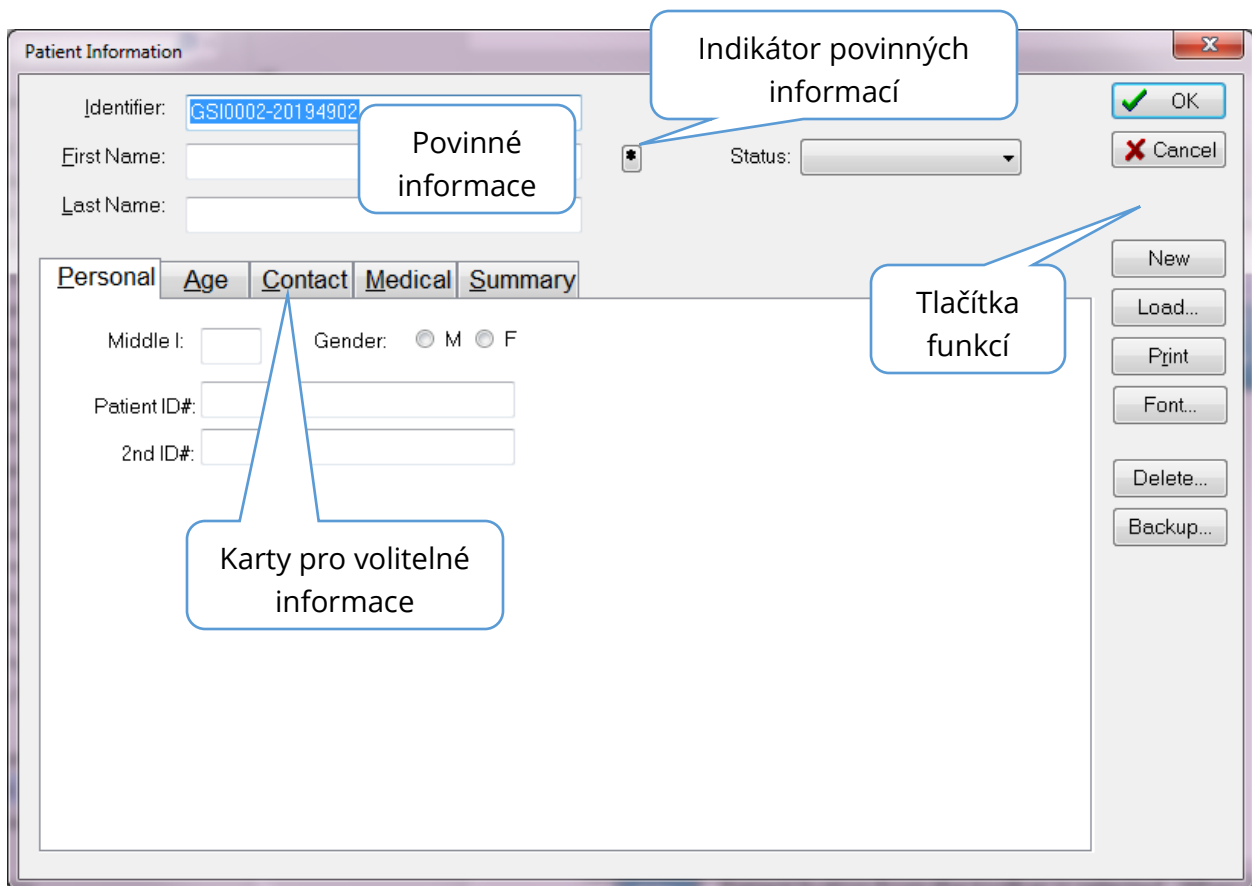 Patient Information
Indikátor povinných
informací
Identifier:
GSI0002-20194902
OK
Povinné
informace
First Name:
*
Status:
Cancel
Last Name:
New
Personal
Age
Contact
Medical
Summary
Tlačítka
funkcí
Load...
Middle I:
Gender:
M
F
Print
Patient ID#:
Font...
2nd ID#:
Delete...
Backup...
Karty pro volitelné
informace